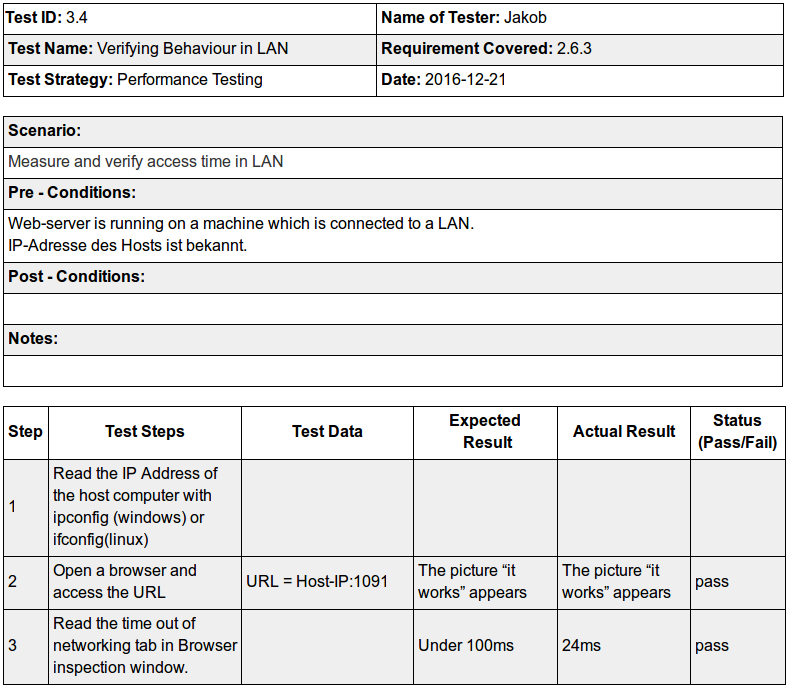 Test ID: 3.4
Name of Tester: Jakob
Test Name: Verifying Behaviour in LAN
Requirement Covered: 2.6.3
Test Strategy: Performance Testing
Date: 2016-12-21
Scenario:
Measure and verify access time in LAN
Pre - Conditions:
Web-server is running on a machine which is connected to a LAN.
IP-Adresse des Hosts ist bekannt.
Post - Conditions:
Notes:
Step
Test Steps
Test Data
Expected
Result
Actual Result
Status
(Pass/Fail)
1
Read the IP Address of
the host computer with
ipconfig (windows) or
ifconfig(linux)
2
Open a browser and
access the URL
URL = Host-IP:1091
The picture “it
works” appears
The picture “it
works” appears
pass
3
Read the time out of
networking tab in Browser
inspection window.
Under 100ms
24ms
pass